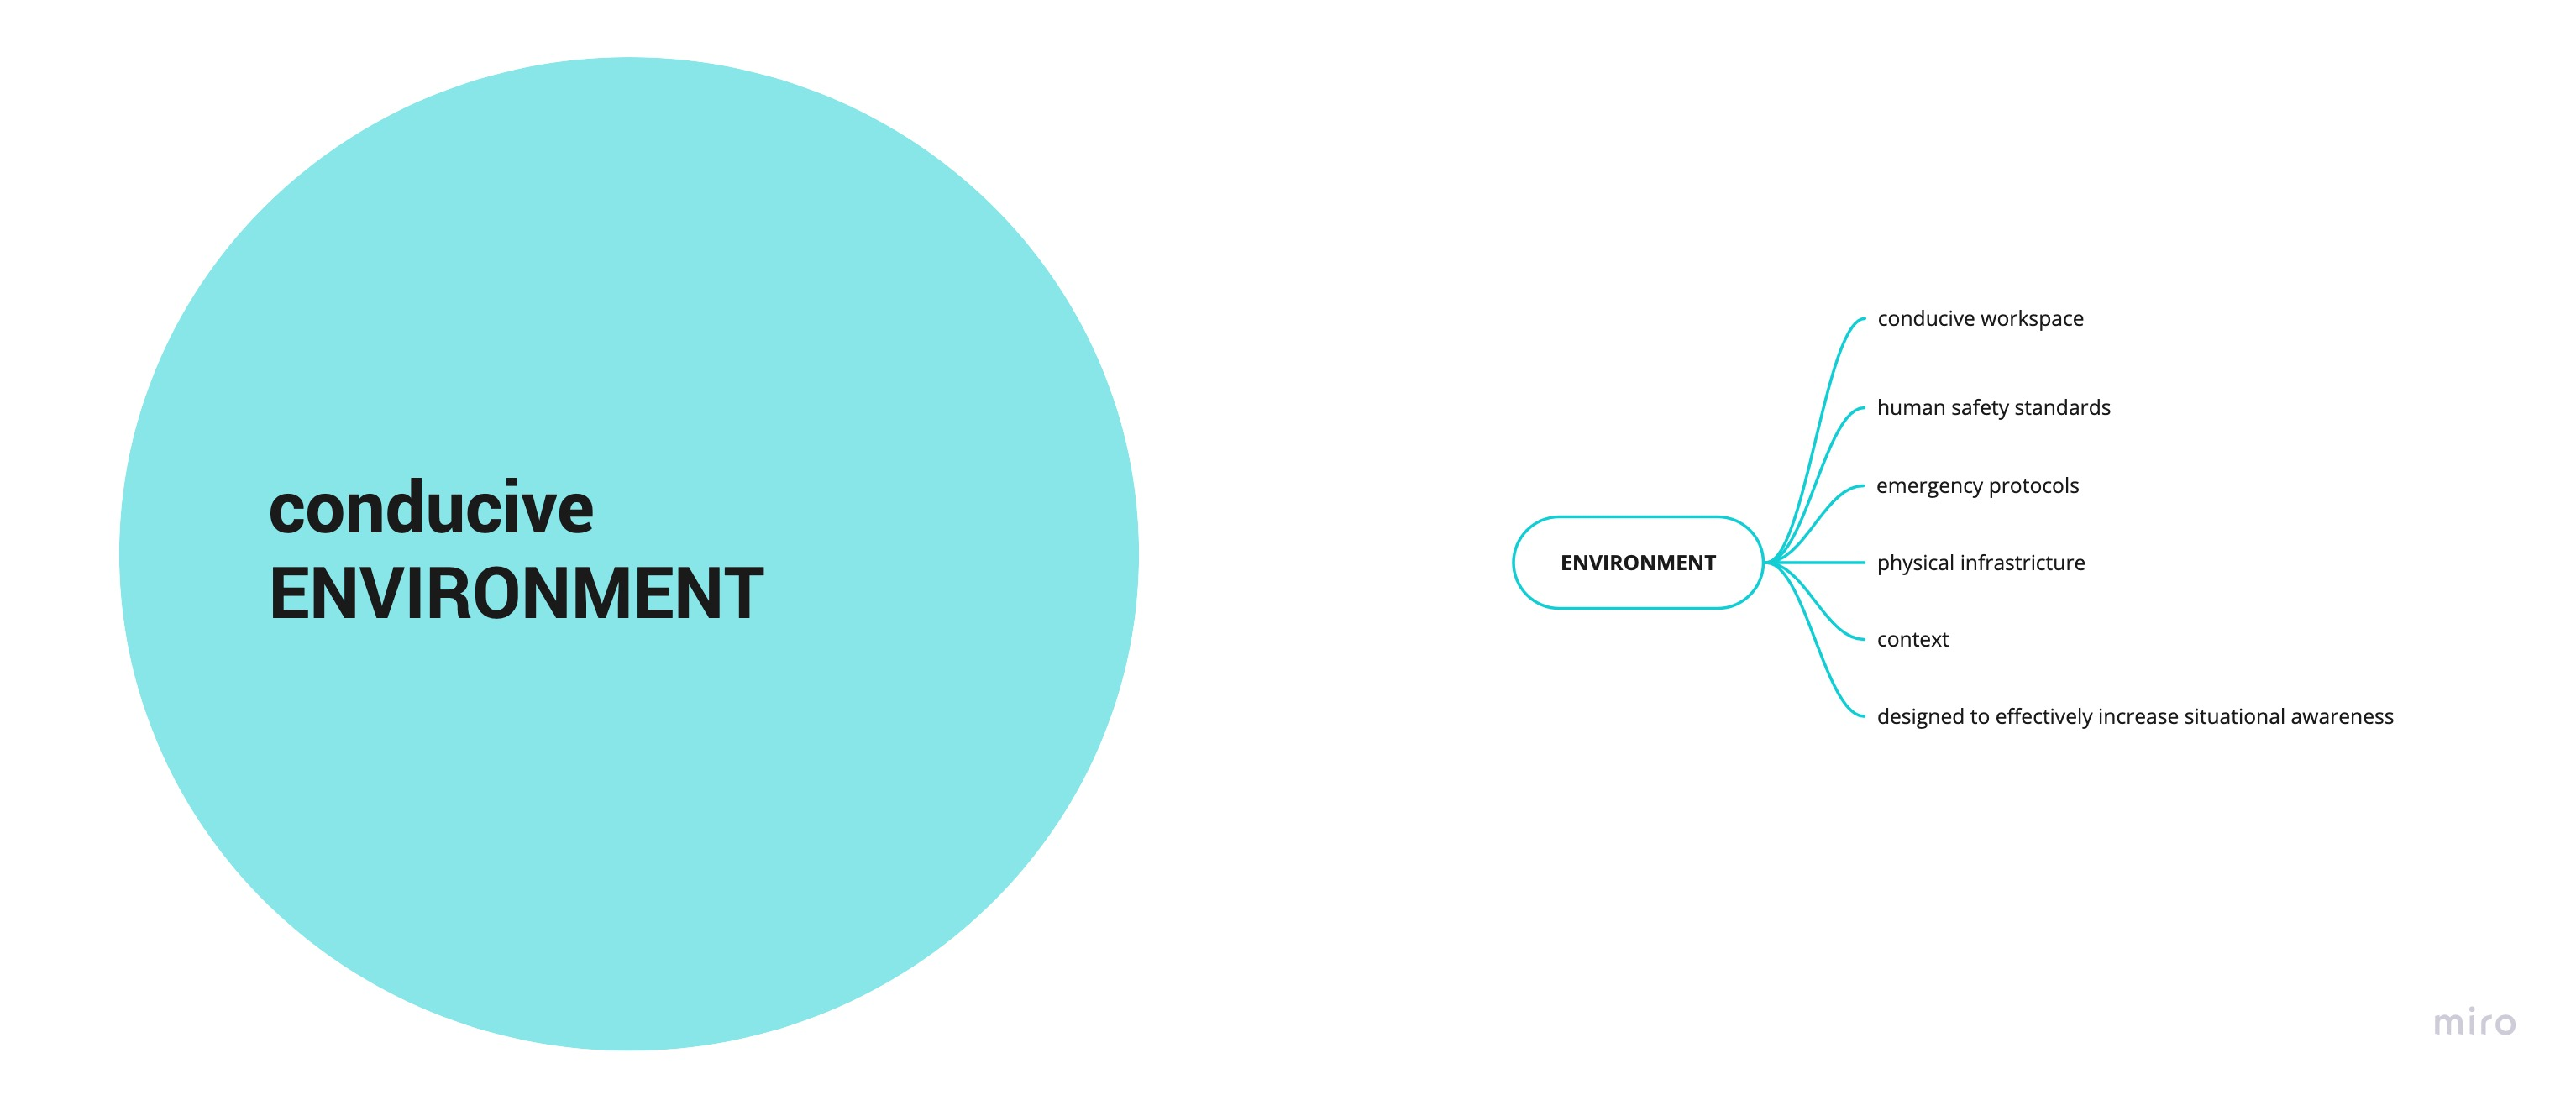 conducive
ENVIRONMENT
conducive workspace
human safety standards
emergency protocols
ENVIRONMENT
physical infrastricture
context
designed to effectively increase situational awareness
miro